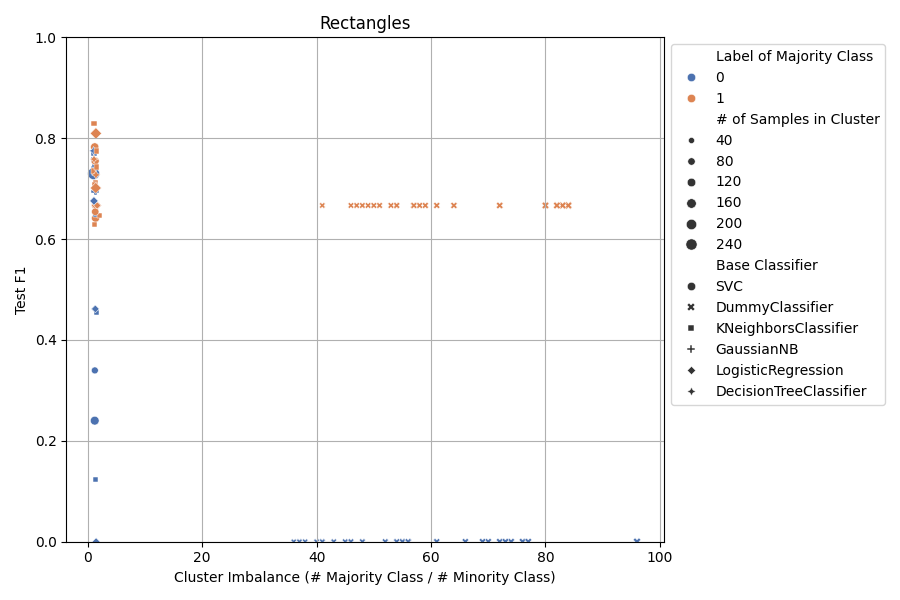 Rectangles
Test F1
1.0
0.8
0.6
0.4
0.2
0.0
0
20
40
60
80
100
Cluster Imbalance (# Majority Class / # Minority Class)
Label of Majority Class
0
1
# of Samples in Cluster
40
80
120
160
200
240
Base Classifier
SVC
DummyClassifier
KNeighborsClassifier
GaussianNB
LogisticRegression
DecisionTreeClassifier